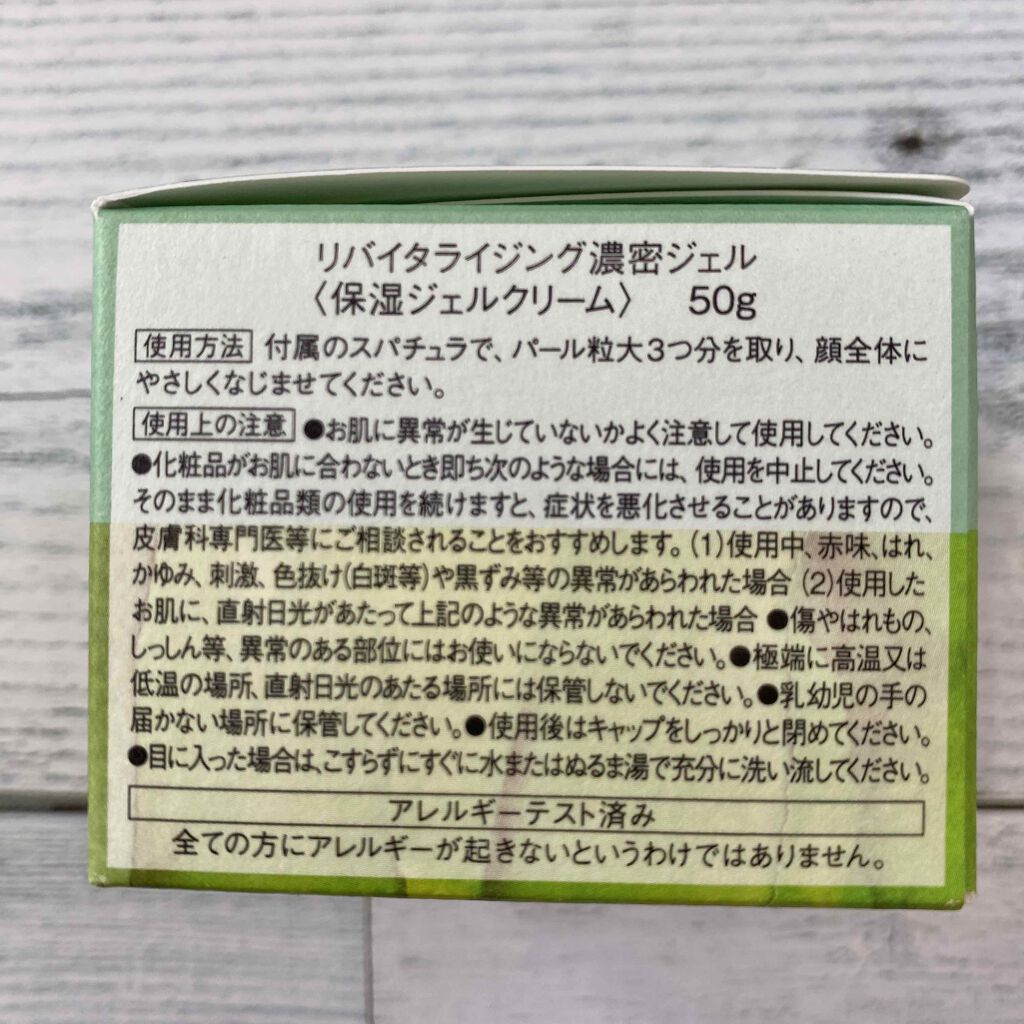 リバイタライジング濃密ジェル
〈保湿ジェルクリーム〉 50g
使用方法 付属のスパチュラで、パール粒大3つ分を取り、顔全体に
やさしくなじませてください。
使用上の注意 ●お肌に異常が生じていないかよく注意して使用してください。
●化粧品がお肌に合わないとき即ち次のような場合には、使用を中止してください。
そのまま化粧品類の使用を続けますと、症状を悪化させることがありますので、
皮膚科専門医等にご相談されることをおすすめします。(1)使用中、赤味、はれ、
かゆみ、刺激、色抜け(白斑等)や黒ずみ等の異常があらわれた場合 (2)使用した
お肌に、直射日光があたって上記のような異常があらわれた場合 ●傷やはれもの、
しっしん等、異常のある部位にはお使いにならないでください。●極端に高温又は
低温の場所、直射日光のあたる場所には保管しないでください。●乳幼児の手の
届かない場所に保管してください。●使用後はキャップをしっかりと閉めてください。
●目に入った場合は、こすらずにすぐに水またはぬるま湯で充分に洗い流してください。
アレルギーテスト済み
全ての方にアレルギーが起きないというわけではありません。